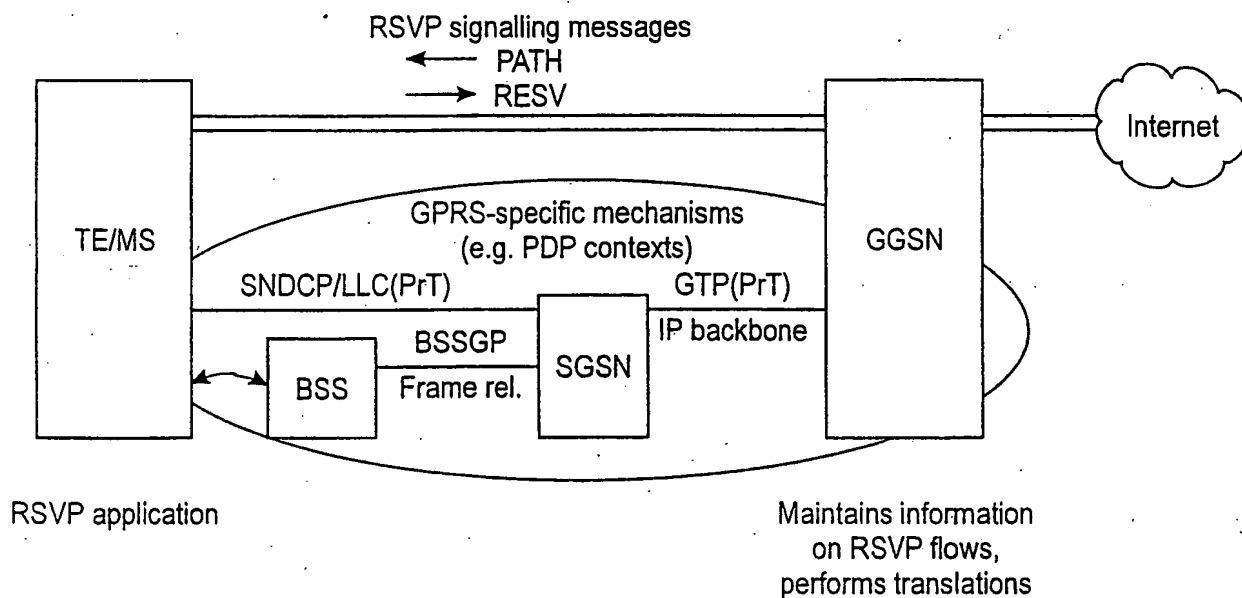 RSVP signalling messages
PATH
RESV
Internet
TE/MS
GPRS-specific mechanisms
(e.g. PDP contexts)
GGSN
SNDCP/LLC(PrT)
GTP(PrT)
BSSGP
IP backbone
BSS
Frame rel.
SGSN
RSVP application
Maintains information
on RSVP flows,
performs translations